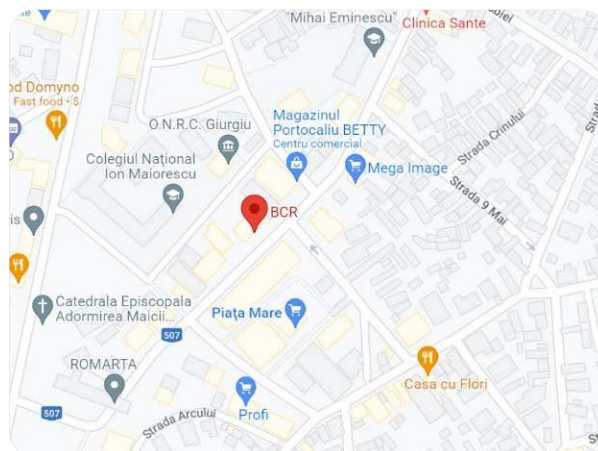 "Mihai Eminescu"
Clinica Sante
od Domyno
Fast food • $
O.N.R.C. Giurgiu
Magazinul
Portocaliu BETTY
Centru comercial
Colegiul Național
Ion Maiorescu
Mega Image
Strada Crinului
Strada 9 Mai
BCR
is
Catedrala Episcopala
Adormirea Maicii...
Piața Mare
507
ROMARTA
Casa cu Flori
507
Profi
Strada Arcului